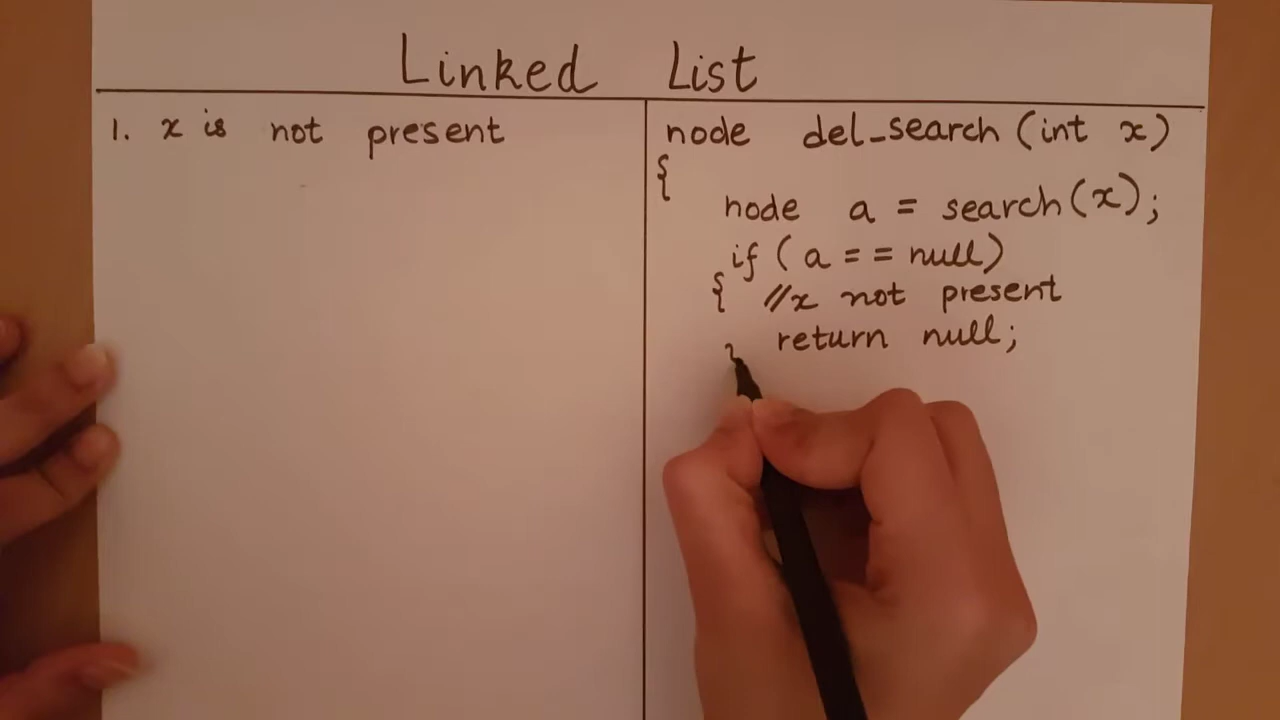 Linked List
1. x is not present
node del_search (int x)
{
node a = search(x);
if ( a == null)
{ //x not present
return null;